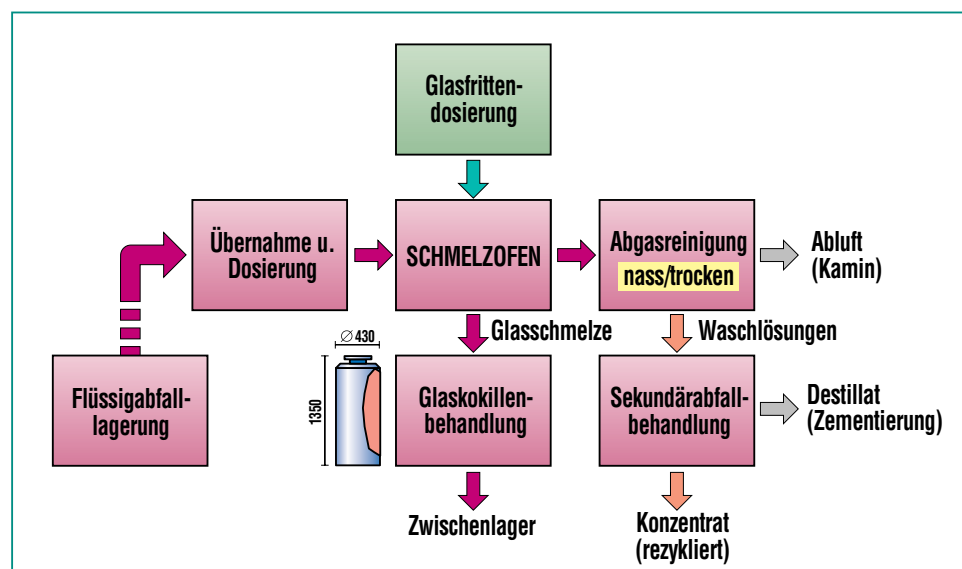 Glasfritten-
dosierung
Übernahme u.
Dosierung
SCHMELZOFEN
Abgasreinigung
nass/trocken
Abluft
(Kamin)
Glasschmelze
Waschlösungen
∅ 430
1350
Flüssigabfall-
lagerung
Glaskokillen-
behandlung
Sekundärabfall-
behandlung
Destillat
(Zementierung)
Zwischenlager
Konzentrat
(rezykliert)